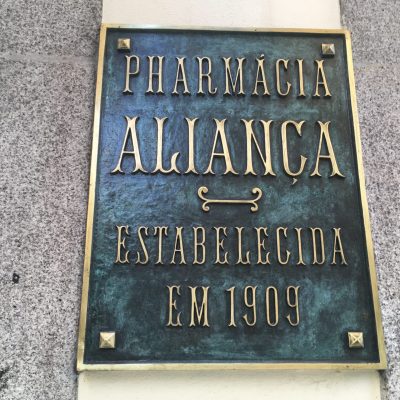 PHARMÁCIA
ALIANÇA
ESTABELECIDA
EM 1909